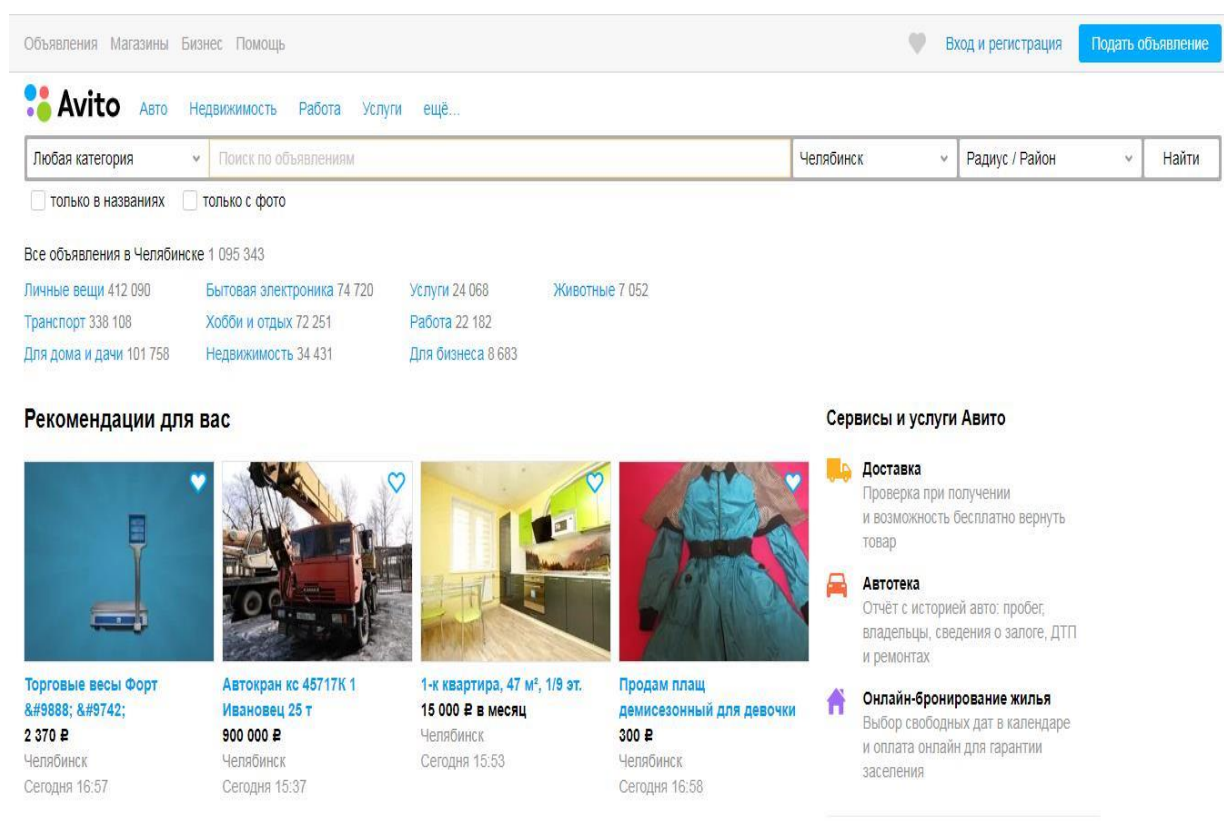 Объявления Магазины Бизнес Помощь
Вход и регистрация
Подать объявление
Avito Авто Недвижимость Работа Услуги ещё...
Любая категория
Поиск по объявлениям
Челябинск
Радиус / Район
Найти
только в названиях
только с фото
Все объявления в Челябинске 1 095 343
Личные вещи 412 090
Бытовая электроника 74 720
Услуги 24 068
Животные 7 052
Транспорт 338 108
Хобби и отдых 72 251
Работа 22 182
Для дома и дачи 101 758
Недвижимость 34 431
Для бизнеса 8 683
Рекомендации для вас
Торговые весы Форт
&#9888; &#9742;
2 370 ₽
Челябинск
Сегодня 16:57
Автокран кс 45717К 1
Ивановец 25 т
900 000 ₽
Челябинск
Сегодня 15:37
1-к квартира, 47 м², 1/9 эт.
15 000 ₽ в месяц
Челябинск
Сегодня 15:53
Продам плащ
демисезонный для девочки
300 ₽
Челябинск
Сегодня 16:58
Сервисы и услуги Авито
Доставка
Проверка при получении
и возможность бесплатно вернуть
товар
Автотека
Отчёт с историей авто: пробег,
владельцы, сведения о залоге, ДТП
и ремонтах
Онлайн-бронирование жилья
Выбор свободных дат в календаре
и оплата онлайн для гарантии
заселения